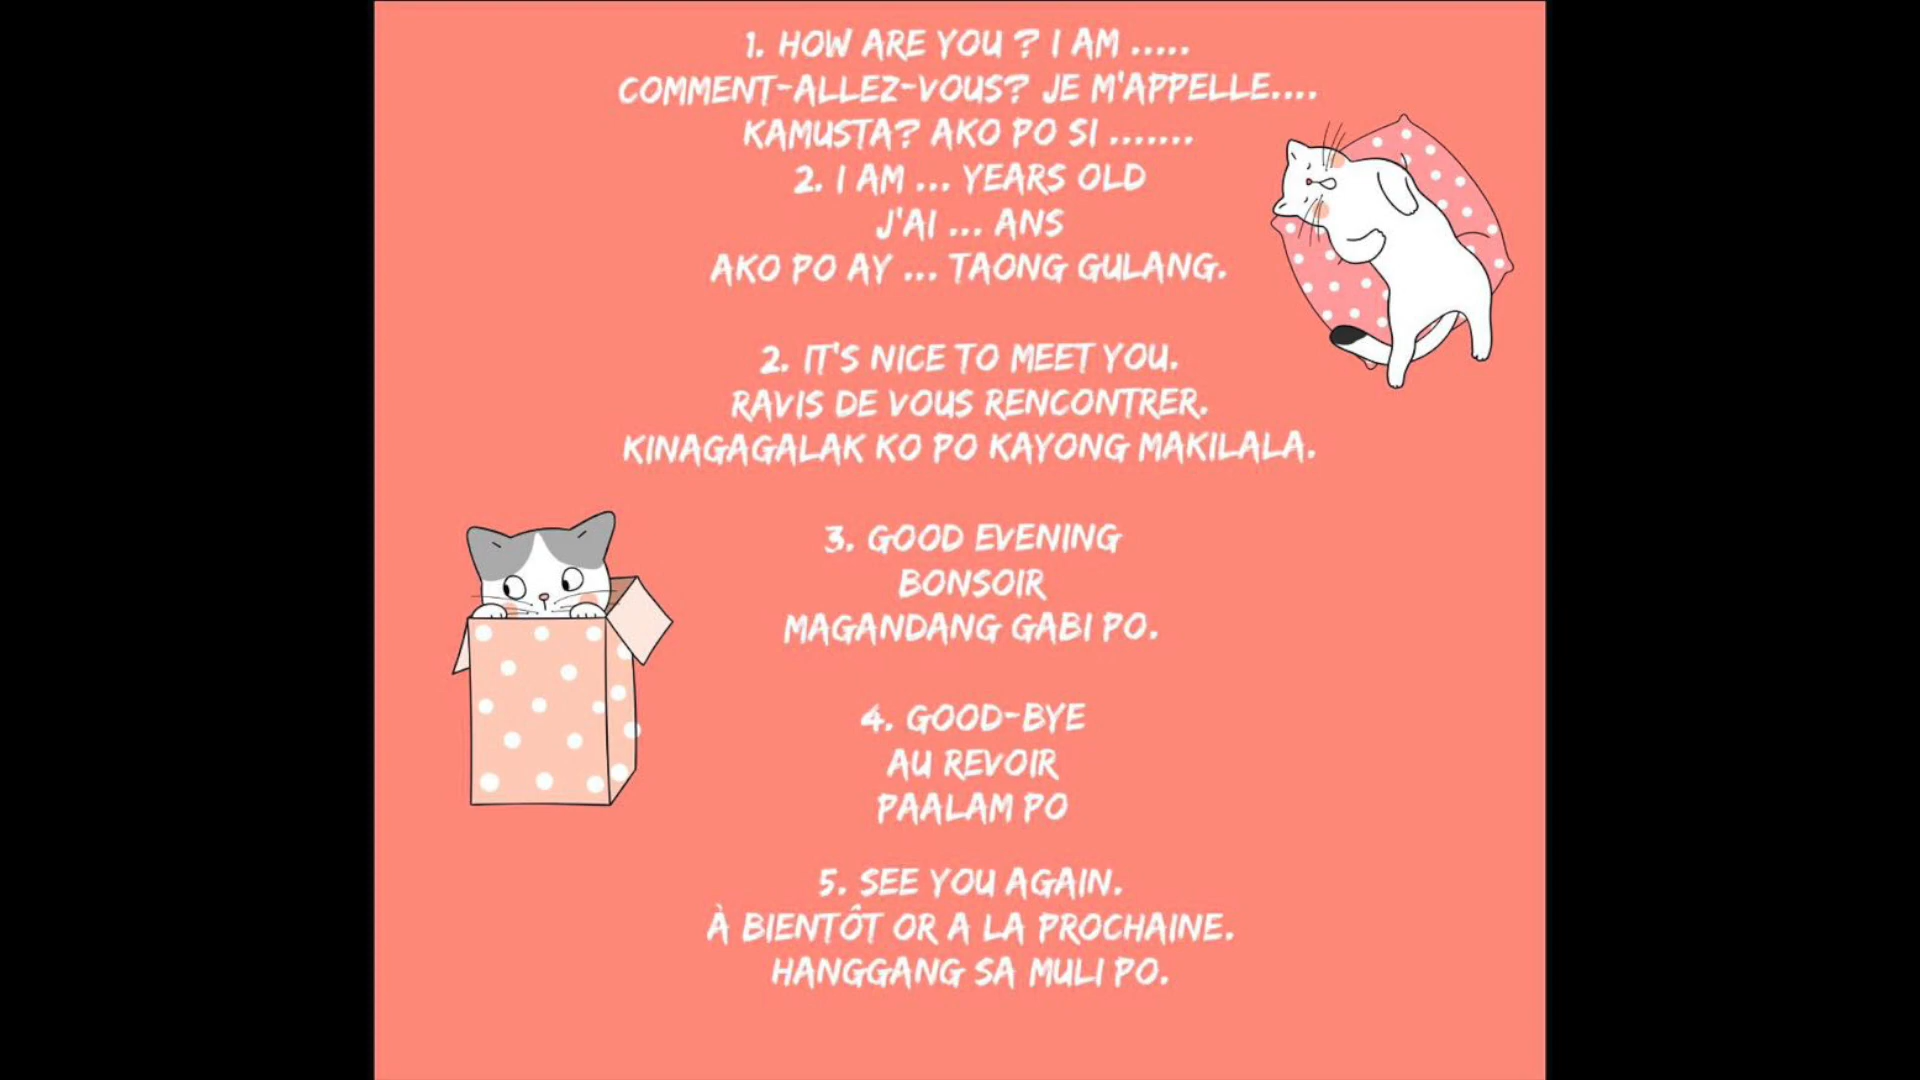 1. HOW ARE YOU ? I AM .....
COMMENT-ALLEZ-VOUS? JE M'APPELLE....
KAMUSTA? AKO PO SI .......
2. I AM ... YEARS OLD
J'AI ... ANS
AKO PO AY ... TAONG GULANG.
2. IT'S NICE TO MEET YOU.
RAVIS DE VOUS RENCONTRER.
KINAGAGALAK KO PO KAYONG MAKILALA.
3. GOOD EVENING
BONSOIR
MAGANDANG GABI PO.
4. GOOD-BYE
AU REVOIR
PAALAM PO
5. SEE YOU AGAIN.
À BIENTÔT OR A LA PROCHAINE.
HANGGANG SA MULI PO.